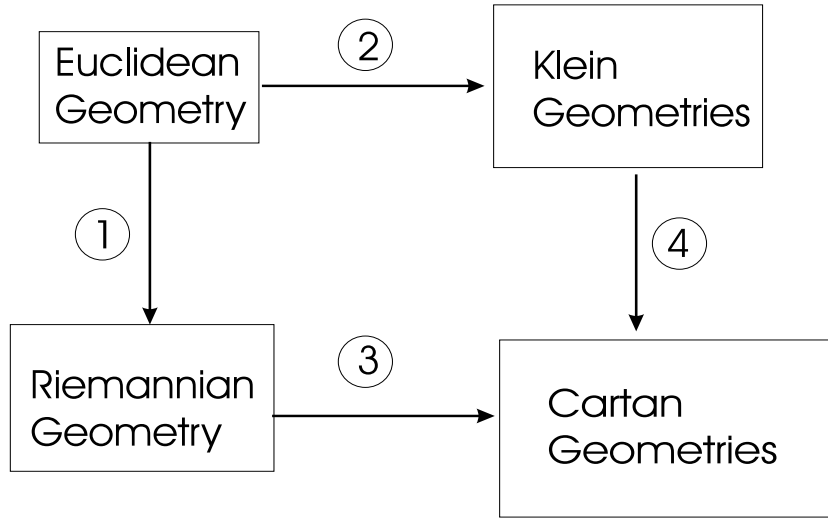 Euclidean
Geometry
2
Klein
Geometries
1
4
Riemannian
Geometry
3
Cartan
Geometries